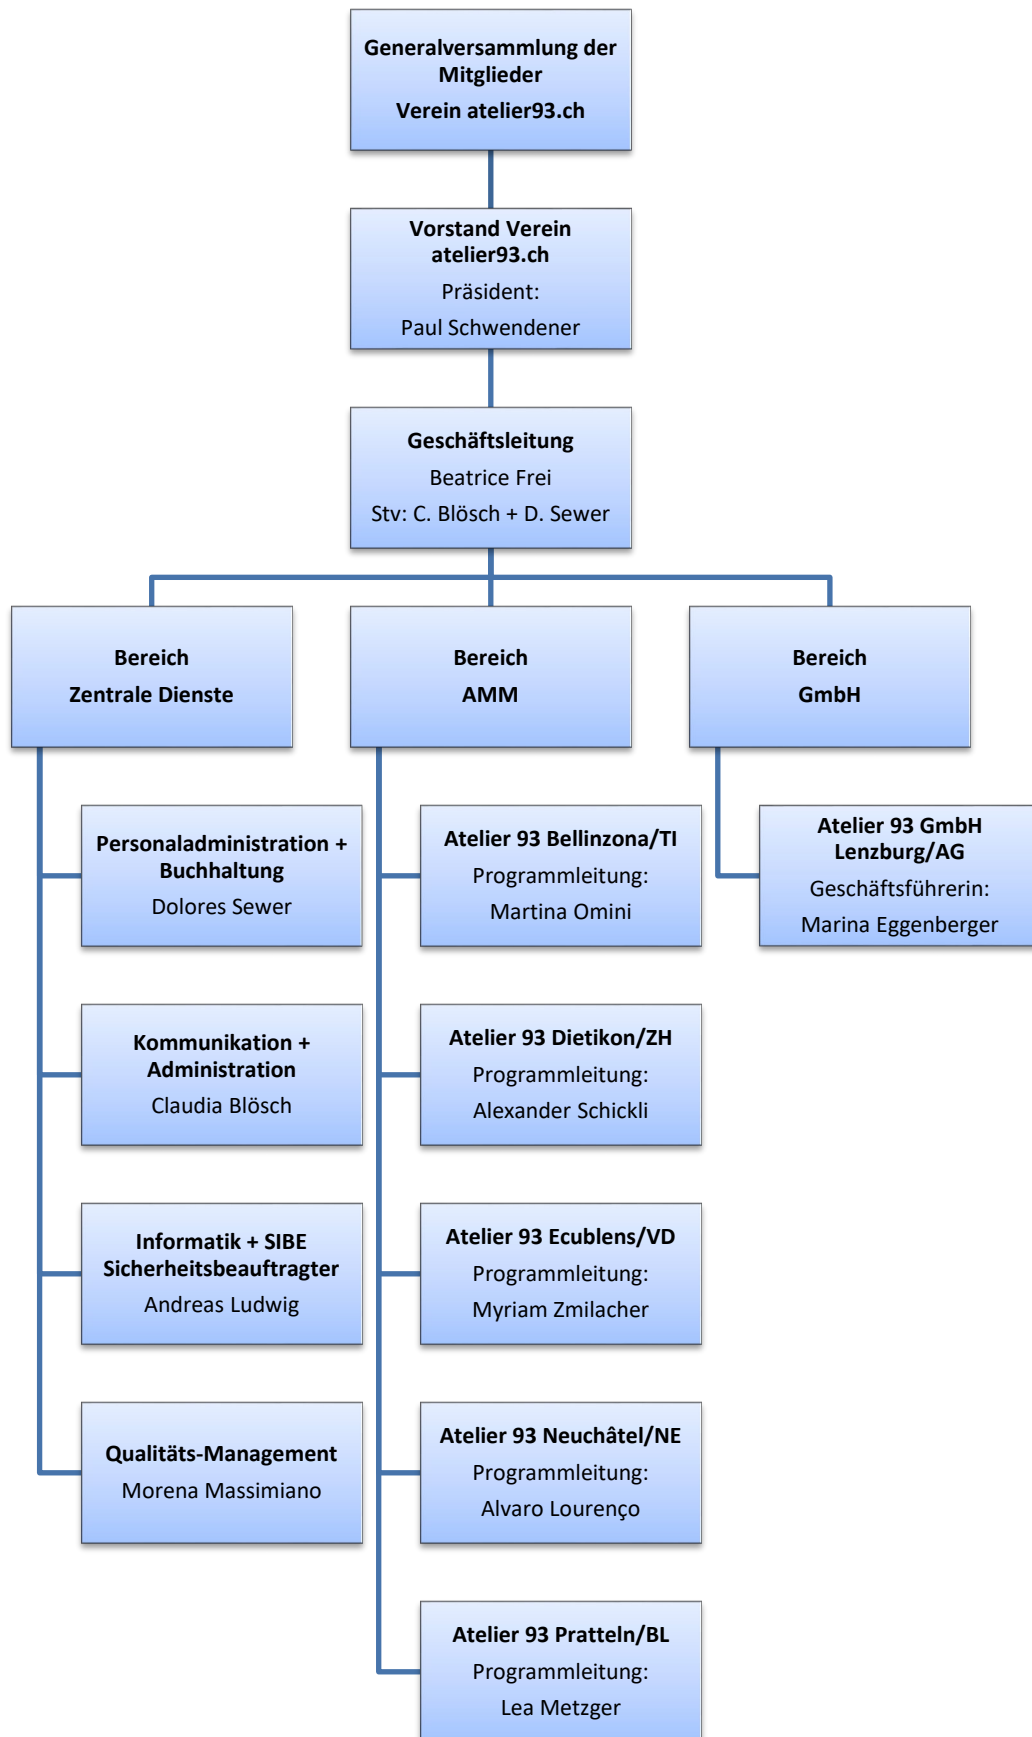 Generalversammlung der
Mitglieder
Verein atelier93.ch
Vorstand Verein
atelier93.ch
Präsident:
Paul Schwendener
Geschäftsleitung
Beatrice Frei
Stv: C. Blösch + D. Sewer
Bereich
Zentrale Dienste
Bereich
AMM
Bereich
GmbH
Personaladministration +
Buchhaltung
Dolores Sewer
Kommunikation +
Administration
Claudia Blösch
Informatik + SIBE
Sicherheitsbeauftragter
Andreas Ludwig
Qualitäts-Management
Morena Massimiano
Atelier 93 Bellinzona/TI
Programmleitung:
Martina Omini
Atelier 93 Dietikon/ZH
Programmleitung:
Alexander Schickli
Atelier 93 Ecublens/VD
Programmleitung:
Myriam Zmilacher
Atelier 93 Neuchâtel/NE
Programmleitung:
Alvaro Lourenço
Atelier 93 Pratteln/BL
Programmleitung:
Lea Metzger
Atelier 93 GmbH
Lenzburg/AG
Geschäftsführerin:
Marina Eggenberger